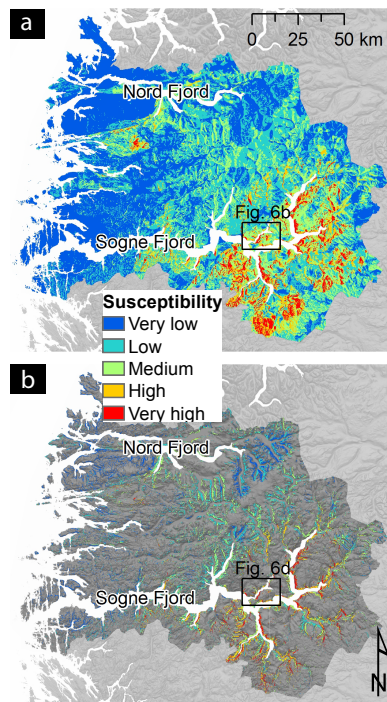 a
0 25 50 km
Nord Fjord
Fig. 6b
Sogne Fjord
Susceptibility
Very low
Low
Medium
High
Very high
b
Nord Fjord
Fig. 6d
Sogne Fjord
N